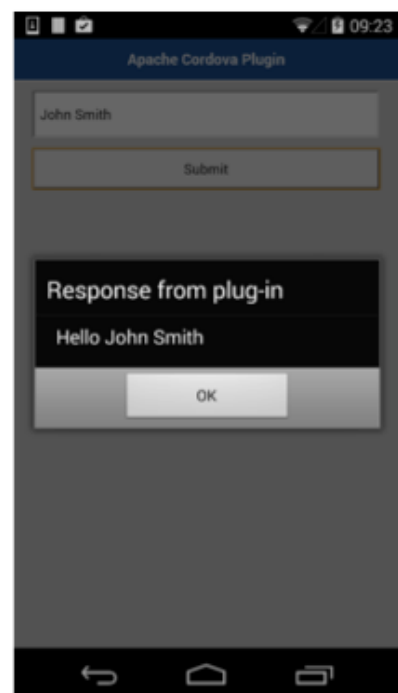 09:23
Apache Cordova Plugin
John Smith
Submit
Response from plug-in
Hello John Smith
OK